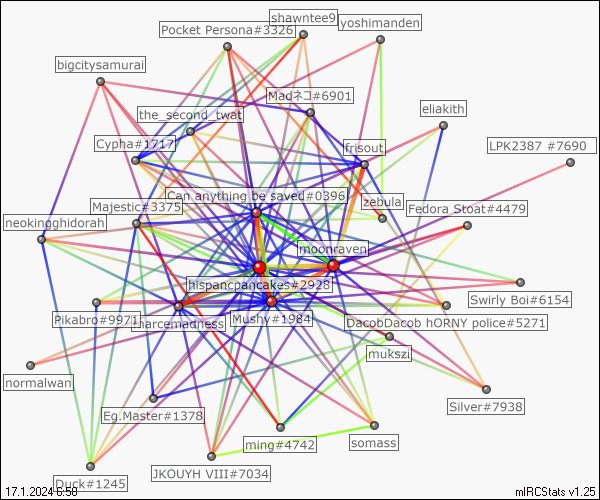 shawntee9
yoshimanden
Pocket Persona#3326
bigcitysamurai
Madネコ#6901
eliakith
the_second_twat
Cypha#1717
frisout
LPK2387 #7690
Can anything be saved#0396
zebula
Majestic#3375
Fedora Stoat#4479
neokingghidorah
moonraven
hispancpancakes#2928
Swirly Boi#6154
Pikabro#9971
tharcemadness
Mushy#1984
DacobDacob hORNY police#5271
mukszi
normalwan
Silver#7938
Eg.Master#1378
ming#4742
somass
JKOUYH VIII#7034
Duck#1245
17.1.2024 6:58
mIRCStats v1.25